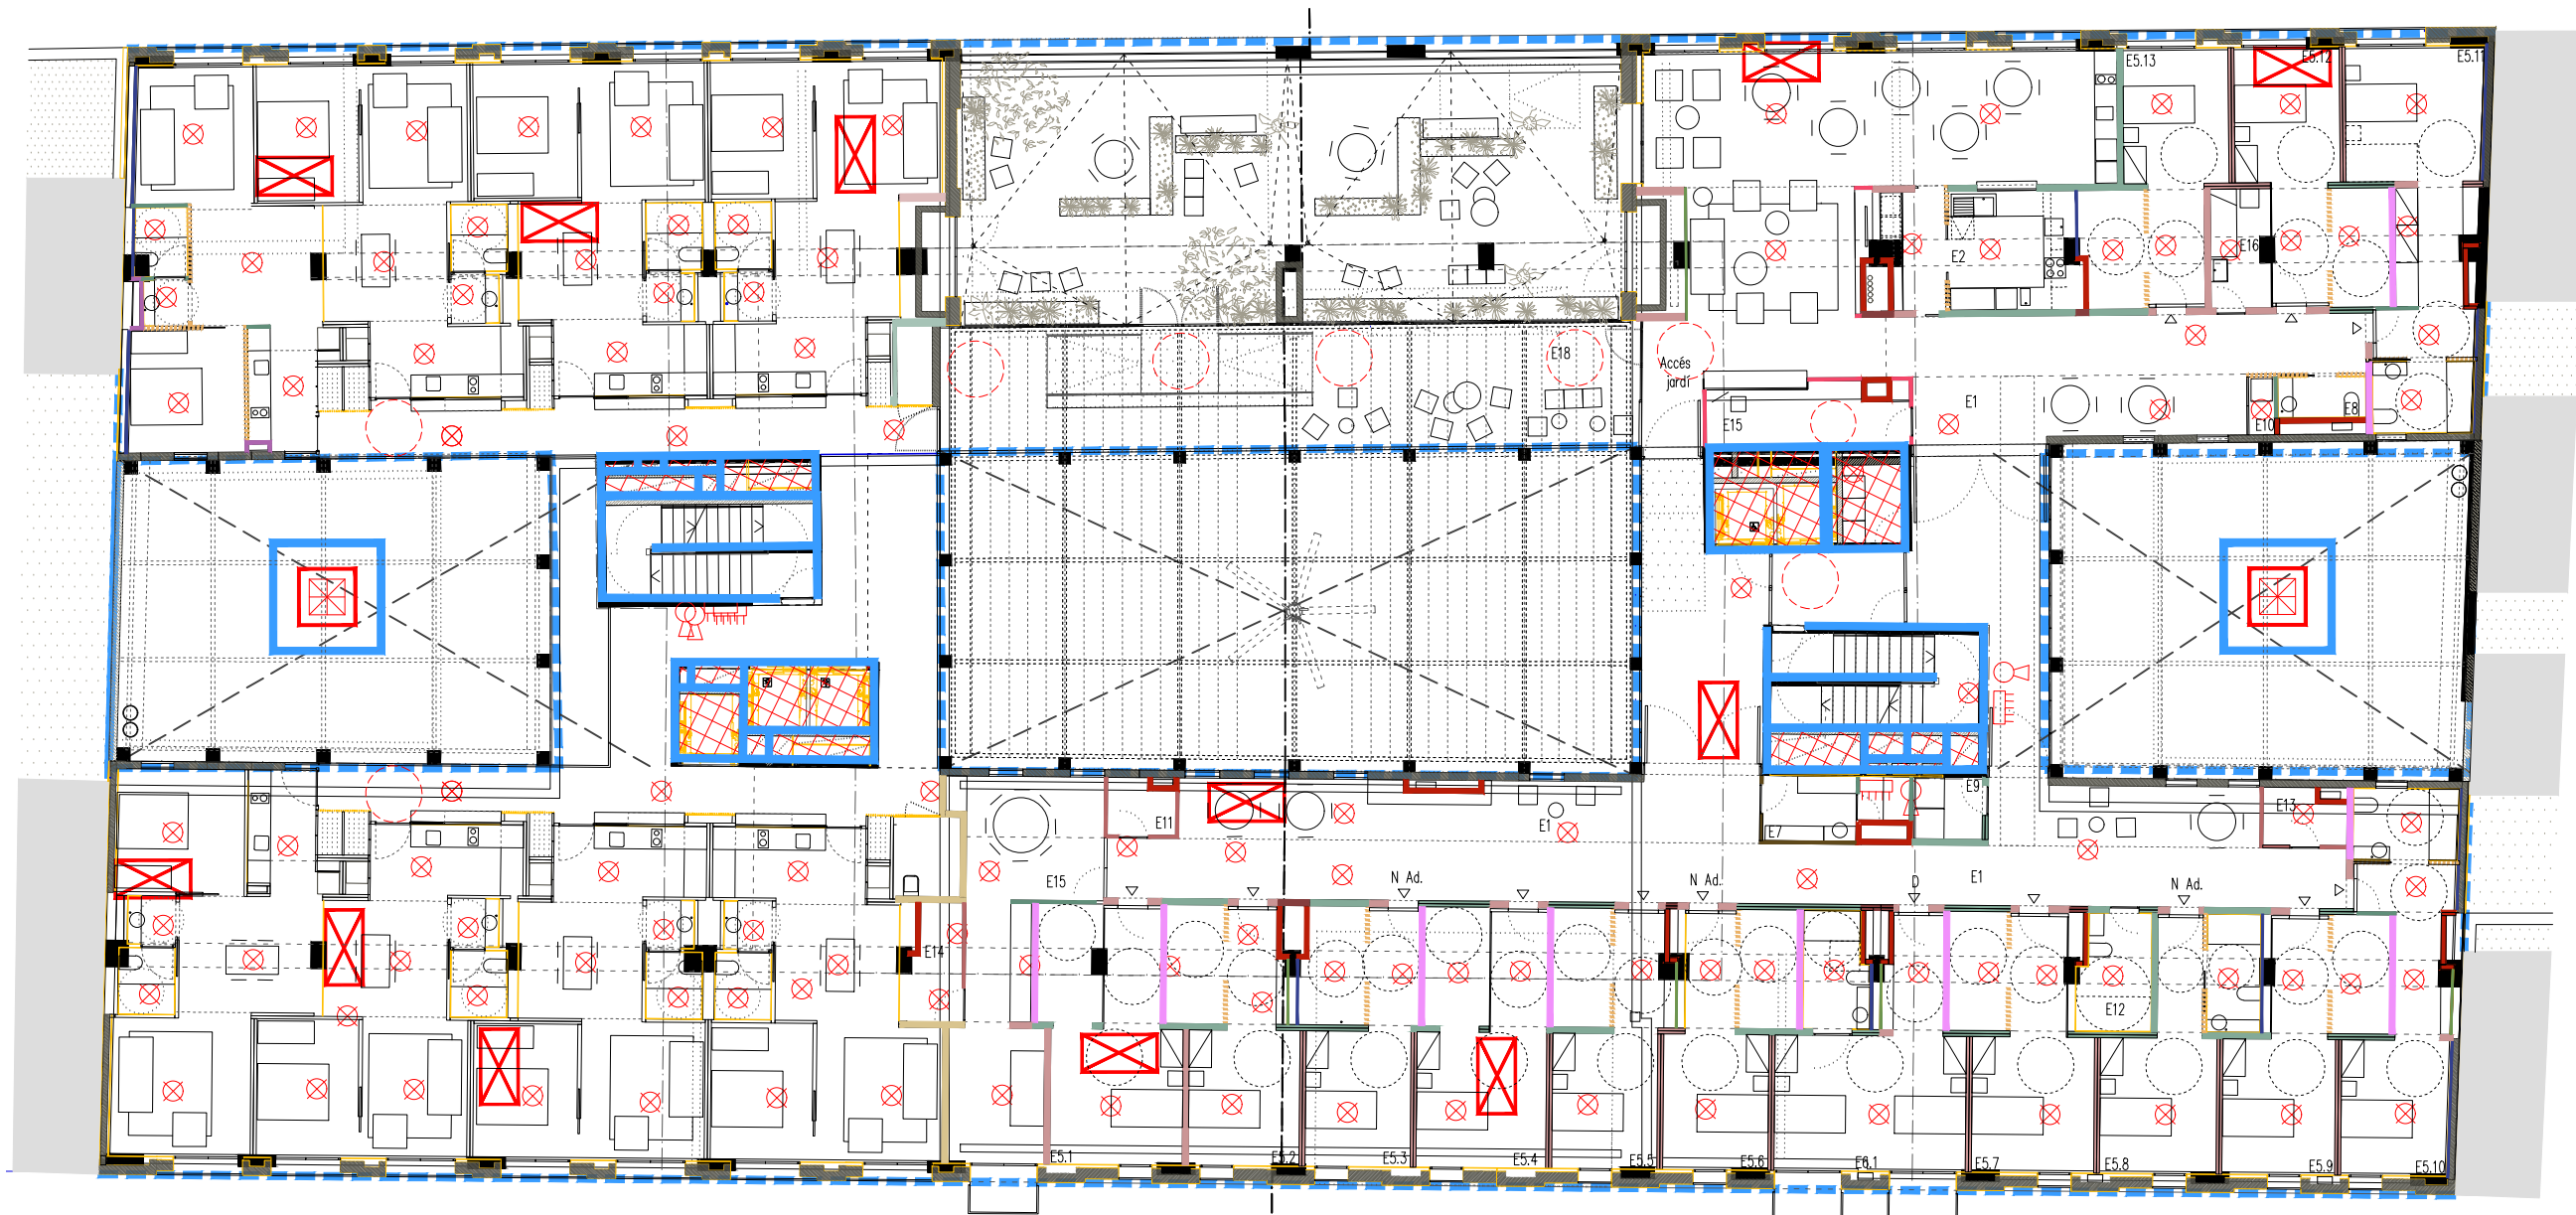 E5.13
E5.12
E5.11
E16
E2
E18
Accés
jardí
E15
E1
E10
E8
E11
E1
E7
E9
E13
E15
N Ad.
N Ad.
D
E1
N Ad.
E14
E12
E5.1
E5.2
E5.3
E5.4
E5.5
E5.6
E6.1
E5.7
E5.8
E5.9
E5.10